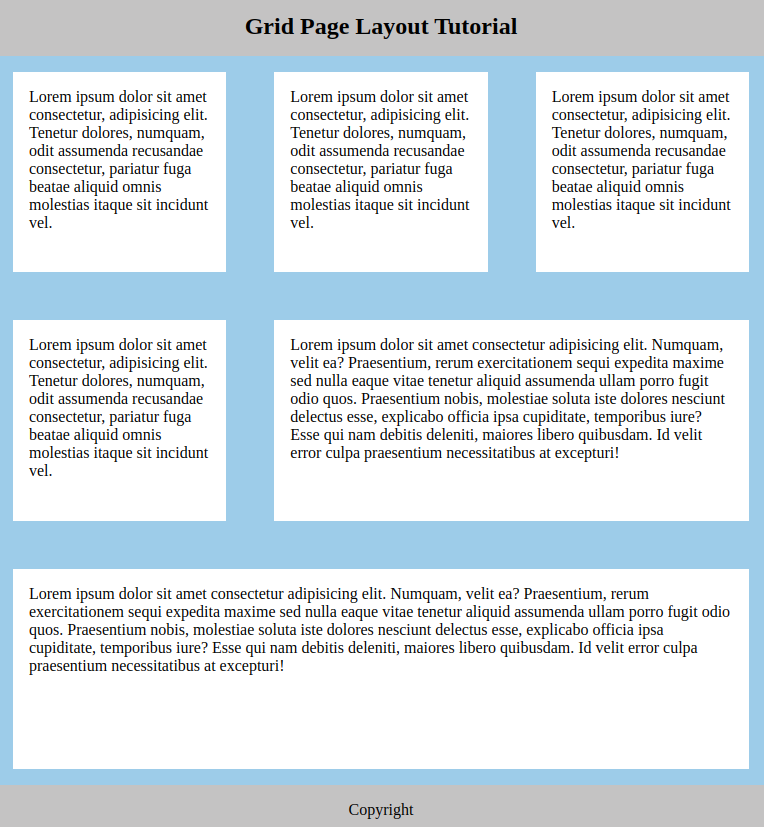 Grid Page Layout Tutorial
Lorem ipsum dolor sit amet
consectetur, adipisicing elit.
Tenetur dolores, numquam,
odit assumenda recusandae
consectetur, pariatur fuga
beatae aliquid omnis
molestias itaque sit incidunt
vel.
Lorem ipsum dolor sit amet
consectetur, adipisicing elit.
Tenetur dolores, numquam,
odit assumenda recusandae
consectetur, pariatur fuga
beatae aliquid omnis
molestias itaque sit incidunt
vel.
Lorem ipsum dolor sit amet
consectetur, adipisicing elit.
Tenetur dolores, numquam,
odit assumenda recusandae
consectetur, pariatur fuga
beatae aliquid omnis
molestias itaque sit incidunt
vel.
Lorem ipsum dolor sit amet
consectetur, adipisicing elit.
Tenetur dolores, numquam,
odit assumenda recusandae
consectetur, pariatur fuga
beatae aliquid omnis
molestias itaque sit incidunt
vel.
Lorem ipsum dolor sit amet consectetur adipisicing elit. Numquam,
velit ea? Praesentium, rerum exercitationem sequi expedita maxime
sed nulla eaque vitae tenetur aliquid assumenda ullam porro fugit
odio quos. Praesentium nobis, molestiae soluta iste dolores nesciunt
delectus esse, explicabo officia ipsa cupiditate, temporibus iure?
Esse qui nam debitis deleniti, maiores libero quibusdam. Id velit
error culpa praesentium necessitatibus at excepturi!
Lorem ipsum dolor sit amet consectetur adipisicing elit. Numquam, velit ea? Praesentium, rerum
exercitationem sequi expedita maxime sed nulla eaque vitae tenetur aliquid assumenda ullam porro fugit odio
quos. Praesentium nobis, molestiae soluta iste dolores nesciunt delectus esse, explicabo officia ipsa
cupiditate, temporibus iure? Esse qui nam debitis deleniti, maiores libero quibusdam. Id velit error culpa
praesentium necessitatibus at excepturi!
Copyright